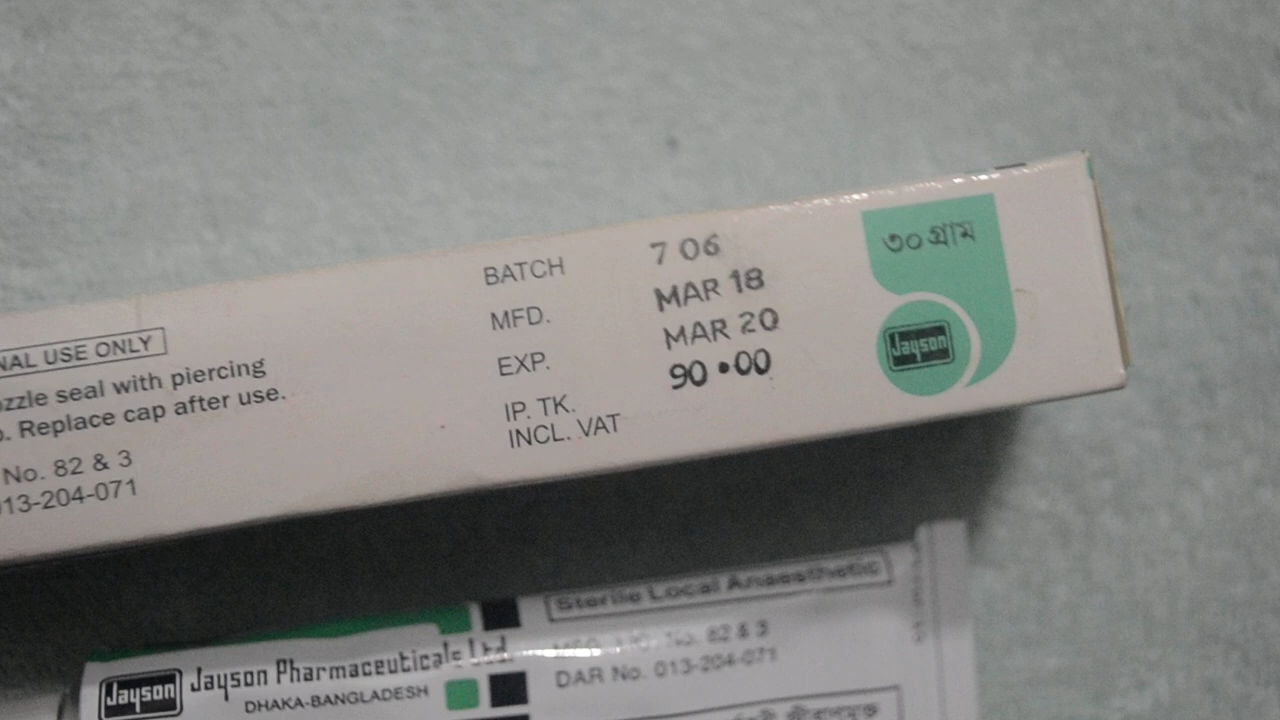 NAL USE ONLY
ozzle seal with piercing
. Replace cap after use.
No. 82 & 3
013-204-071
BATCH 7 06
MFD. MAR 18
EXP. MAR 20
IP. TK. 90.00
INCL. VAT
৩০ গ্রাম
Jayson
Sterile Local Anaesthetic
No. 82 & 3
DAR No. 013-204-071
Jayson Jayson Pharmaceuticals Ltd.
DHAKA-BANGLADESH